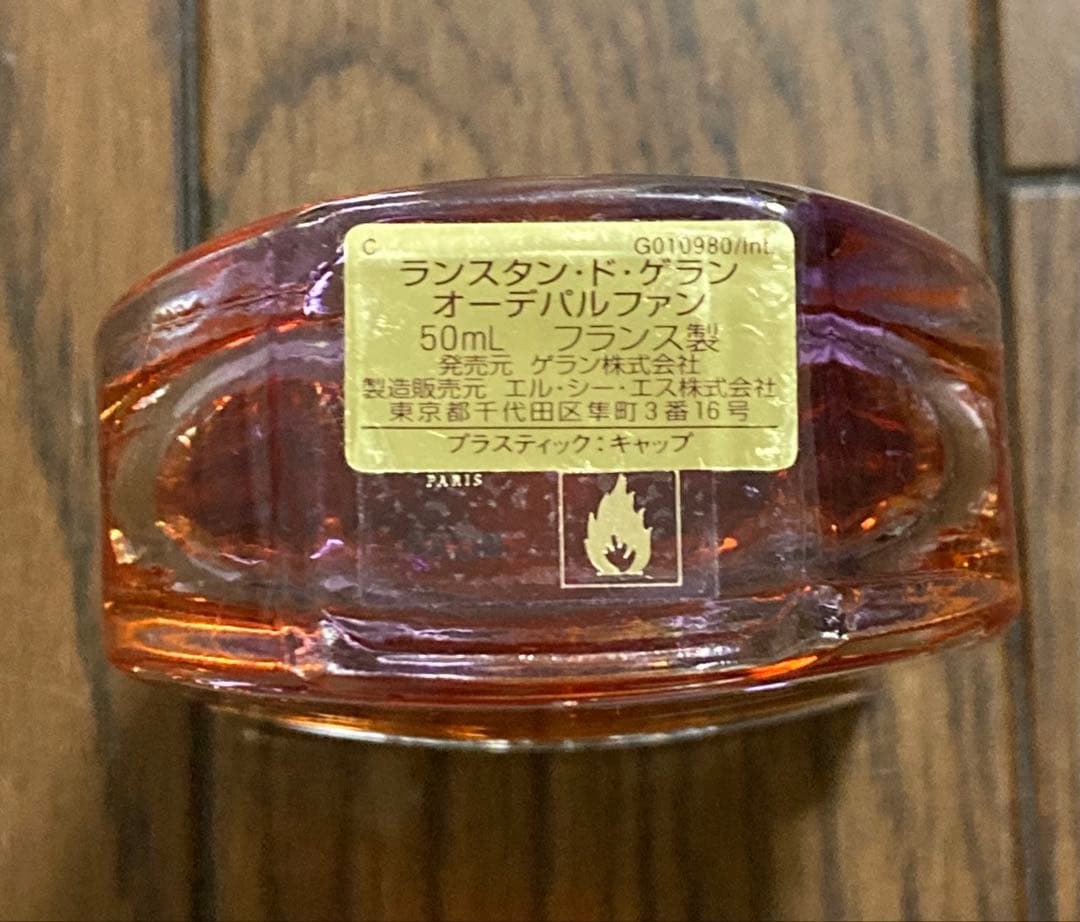 C G010980/Int.
ランスタン・ド・ゲラン
オーデパルファン
50mL フランス製
発売元 ゲラン株式会社
製造販売元 エル・シー・エス株式会社
東京都千代田区隼町3番16号
プラスティック：キャップ
PARIS